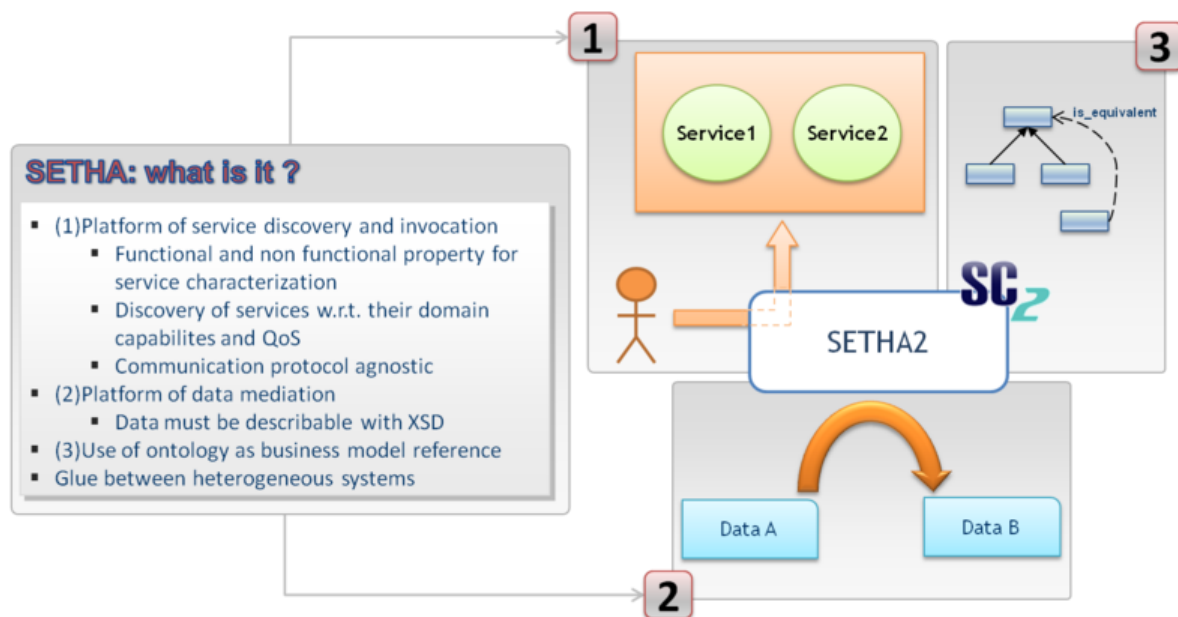 SETHA: what is it ?
▪ (1)Platform of service discovery and invocation
▪ Functional and non functional property for
service characterization
▪ Discovery of services w.r.t. their domain
capabilites and QoS
▪ Communication protocol agnostic
▪ (2)Platform of data mediation
▪ Data must be describable with XSD
▪ (3)Use of ontology as business model reference
▪ Glue between heterogeneous systems
1
Service1
Service2
3
is_equivalent
SC2
SETHA2
Data A
Data B
2